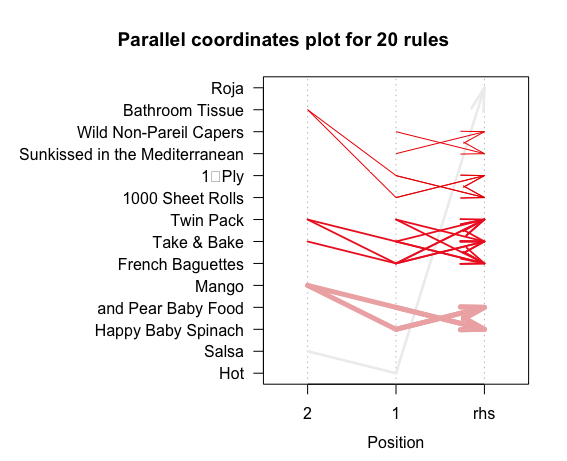 Parallel coordinates plot for 20 rules
Roja
Bathroom Tissue
Wild Non-Pareil Capers
Sunkissed in the Mediterranean
1□Ply
1000 Sheet Rolls
Twin Pack
Take & Bake
French Baguettes
Mango
and Pear Baby Food
Happy Baby Spinach
Salsa
Hot
2 1 rhs
Position